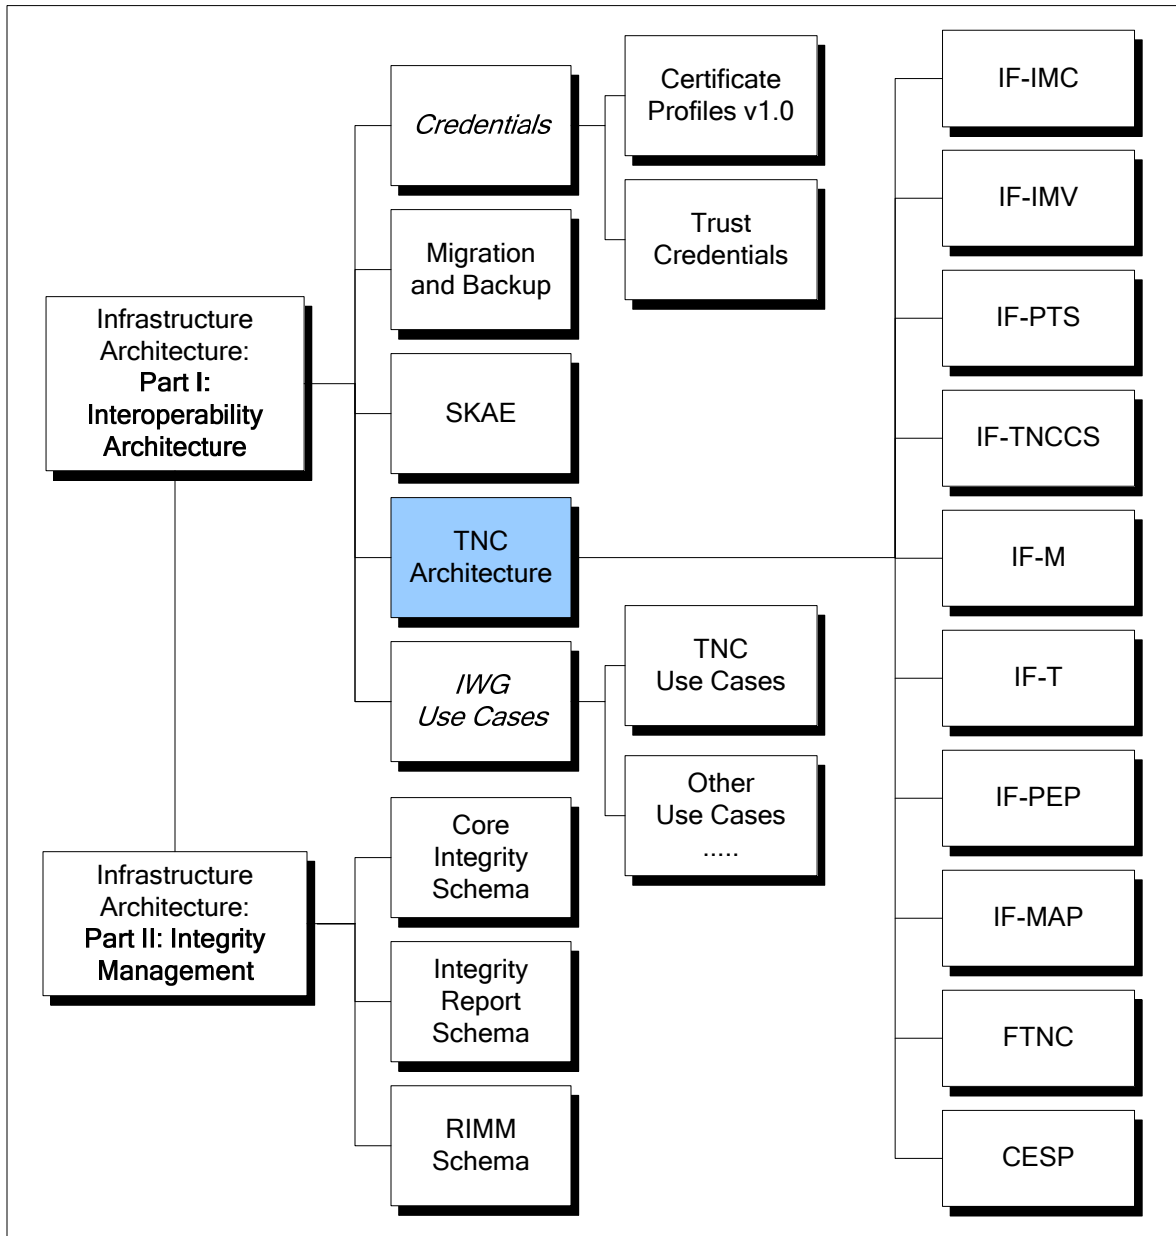 Infrastructure
Architecture:
Part I:
Interoperability
Architecture
Credentials
Certificate
Profiles v1.0
Trust
Credentials
Migration
and Backup
SKAE
TNC
Architecture
IF-IMC
IF-IMV
IF-PTS
IF-TNCCS
IF-M
IF-T
IF-PEP
IF-MAP
FTNC
CESP
IWG
Use Cases
TNC
Use Cases
Other
Use Cases
.....
Infrastructure
Architecture:
Part II: Integrity
Management
Core
Integrity
Schema
Integrity
Report
Schema
RIMM
Schema